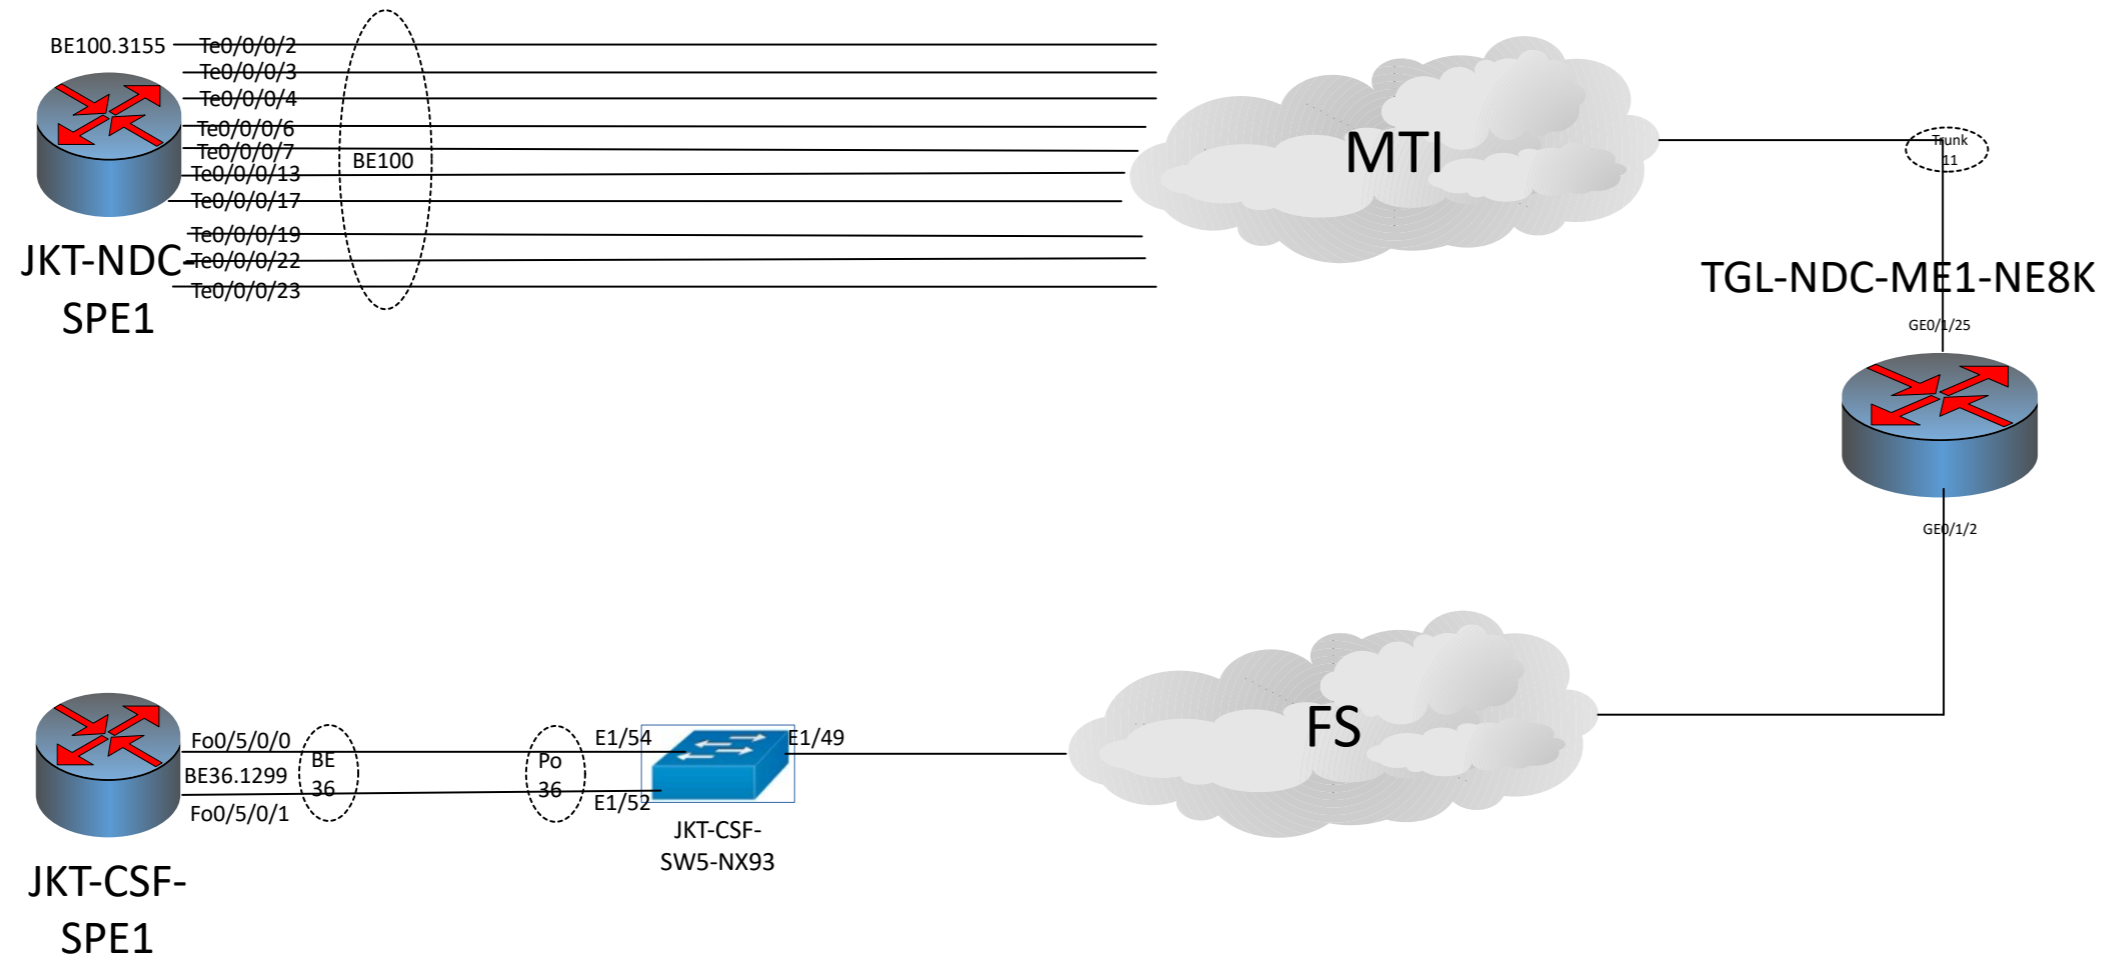 BE100.3155
Te0/0/0/2
Te0/0/0/3
Te0/0/0/4
Te0/0/0/6
Te0/0/0/7
Te0/0/0/13
Te0/0/0/17
Te0/0/0/19
Te0/0/0/22
Te0/0/0/23
BE100
JKT-NDC-
SPE1
MTI
Trunk
11
TGL-NDC-ME1-NE8K
GE0/1/25
GE0/1/2
Fo0/5/0/0
BE36.1299
Fo0/5/0/1
BE
36
Po
36
E1/54
E1/52
E1/49
JKT-CSF-
SW5-NX93
FS
JKT-CSF-
SPE1